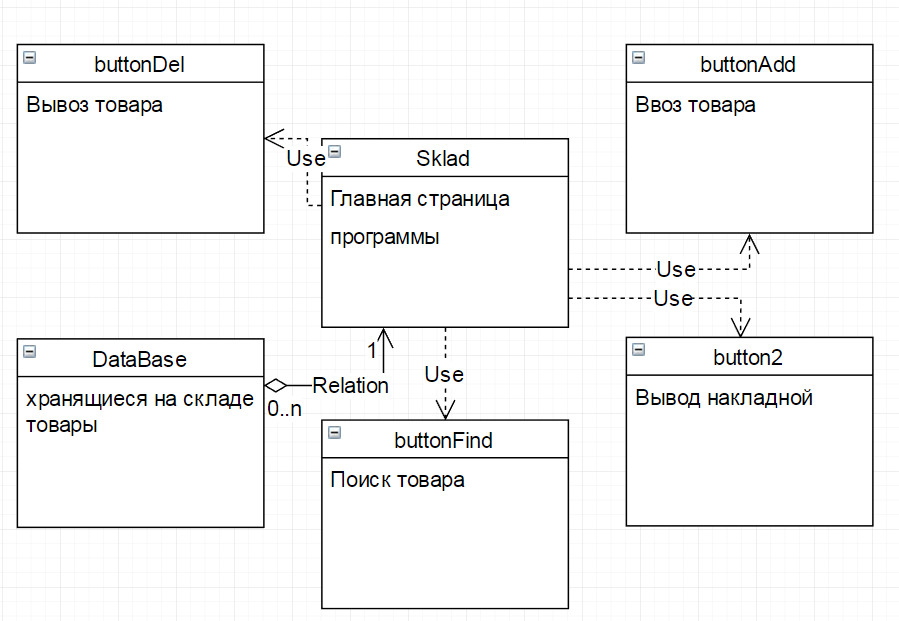 buttonDel
Вывоз товара
buttonAdd
Ввоз товара
Use
Sklad
Главная страница
программы
Use
Use
DataBase
хранящиеся на складе
товары
1
Relation
0..n
Use
button2
Вывод накладной
buttonFind
Поиск товара